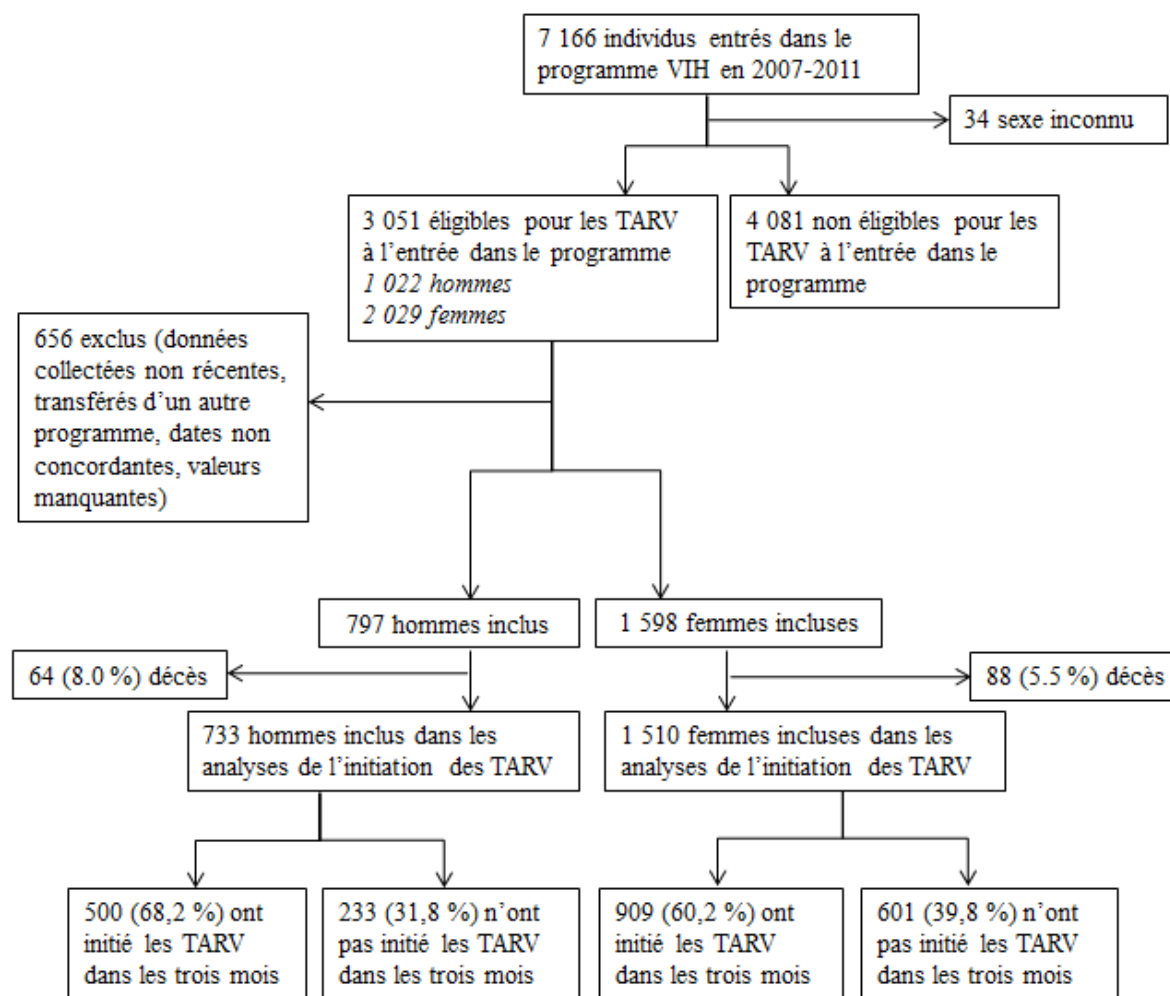 7 166 individus entrés dans le
programme VIH en 2007-2011
34 sexe inconnu
3 051 éligibles pour les TARV
à l’entrée dans le programme
1 022 hommes
2 029 femmes
4 081 non éligibles pour les
TARV à l’entrée dans le
programme
656 exclus (données
collectées non récentes,
transférés d’un autre
programme, dates non
concordantes, valeurs
manquantes)
797 hommes inclus
1 598 femmes incluses
64 (8.0 %) décès
88 (5.5 %) décès
733 hommes inclus dans les
analyses de l’initiation des TARV
1 510 femmes incluses dans les
analyses de l’initiation des TARV
500 (68,2 %) ont
initié les TARV
dans les trois mois
233 (31,8 %) n’ont
pas initié les TARV
dans les trois mois
909 (60,2 %) ont
initié les TARV
dans les trois mois
601 (39,8 %) n’ont
pas initié les TARV
dans les trois mois